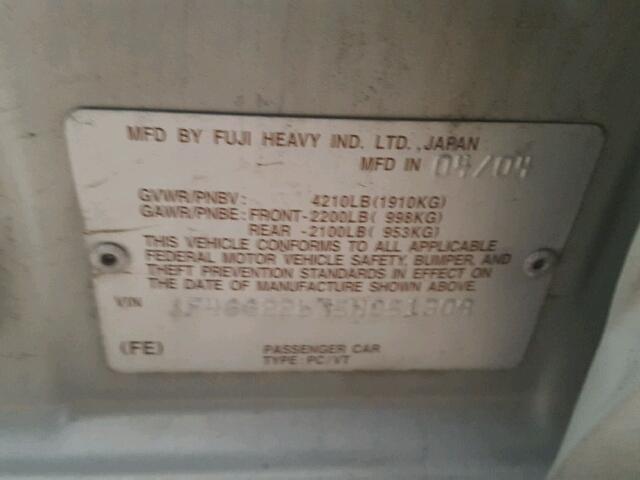 MFD BY FUJI HEAVY IND. LTD., JAPAN
MFD IN 04/04
GVWR/PNBV: 4210LB(1910KG)
GAWR/PNBE: FRONT-2200LB( 998KG)
REAR -2100LB( 953KG)
THIS VEHICLE CONFORMS TO ALL APPLICABLE
FEDERAL MOTOR VEHICLE SAFETY, BUMPER, AND
THEFT PREVENTION STANDARDS IN EFFECT ON
THE DATE OF MANUFACTURE SHOWN ABOVE.
VIN
(FE) PASSENGER CAR
TYPE: PC/VT